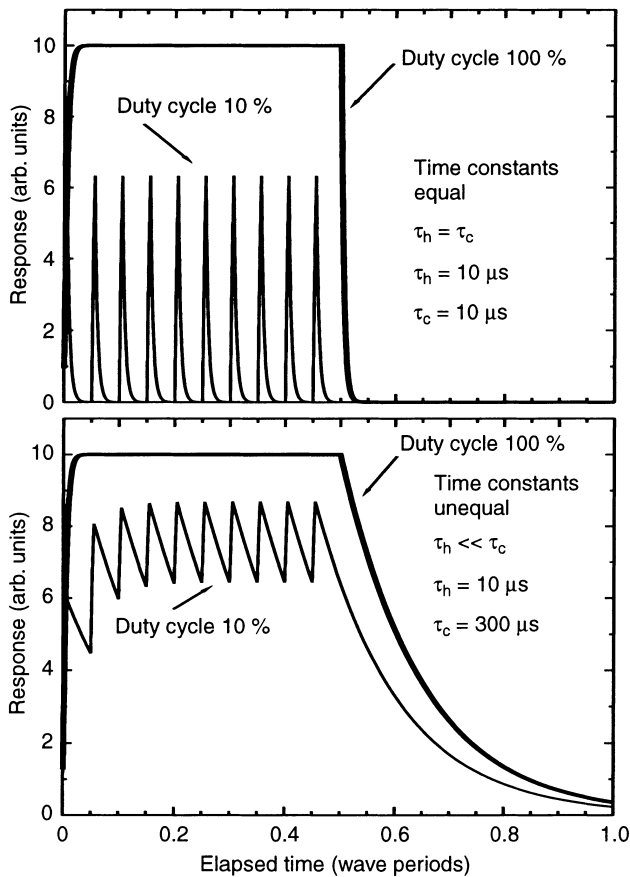 10
8
6
4
2
0
Response (arb. units)
Duty cycle 100 %
Duty cycle 10 %
Time constants
equal
τh = τc
τh = 10 μs
τc = 10 μs
10
8
6
4
2
0
Response (arb. units)
Duty cycle 100 %
Time constants
unequal
τh << τc
τh = 10 μs
τc = 300 μs
Duty cycle 10 %
0 0.2 0.4 0.6 0.8 1.0
Elapsed time (wave periods)